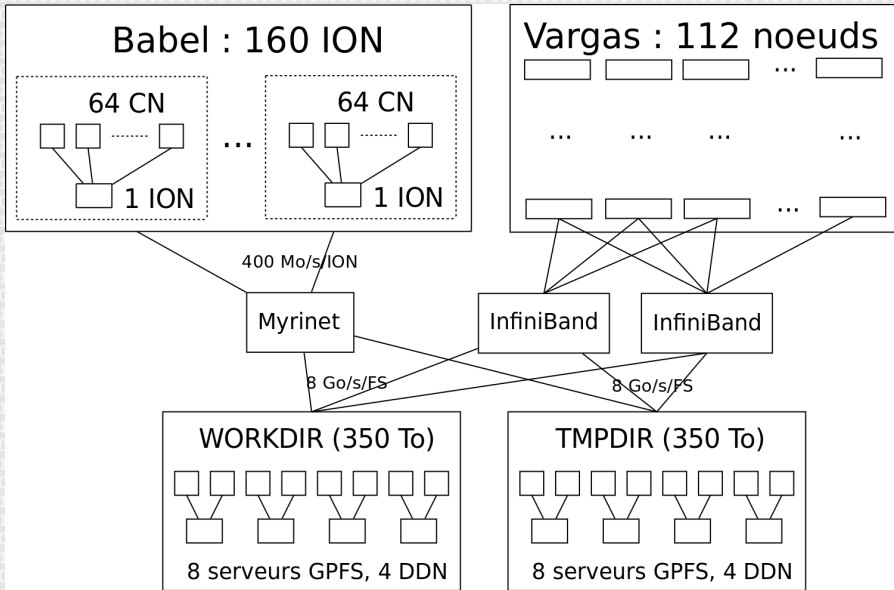 Babel : 160 ION
64 CN
1 ION
...
64 CN
1 ION
Vargas : 112 noeuds
...
... ... ... ...
...
400 Mo/s/ION
Myrinet
InfiniBand
InfiniBand
8 Go/s/FS
8 Go/s/FS
WORKDIR (350 To)
8 serveurs GPFS, 4 DDN
TMPDIR (350 To)
8 serveurs GPFS, 4 DDN